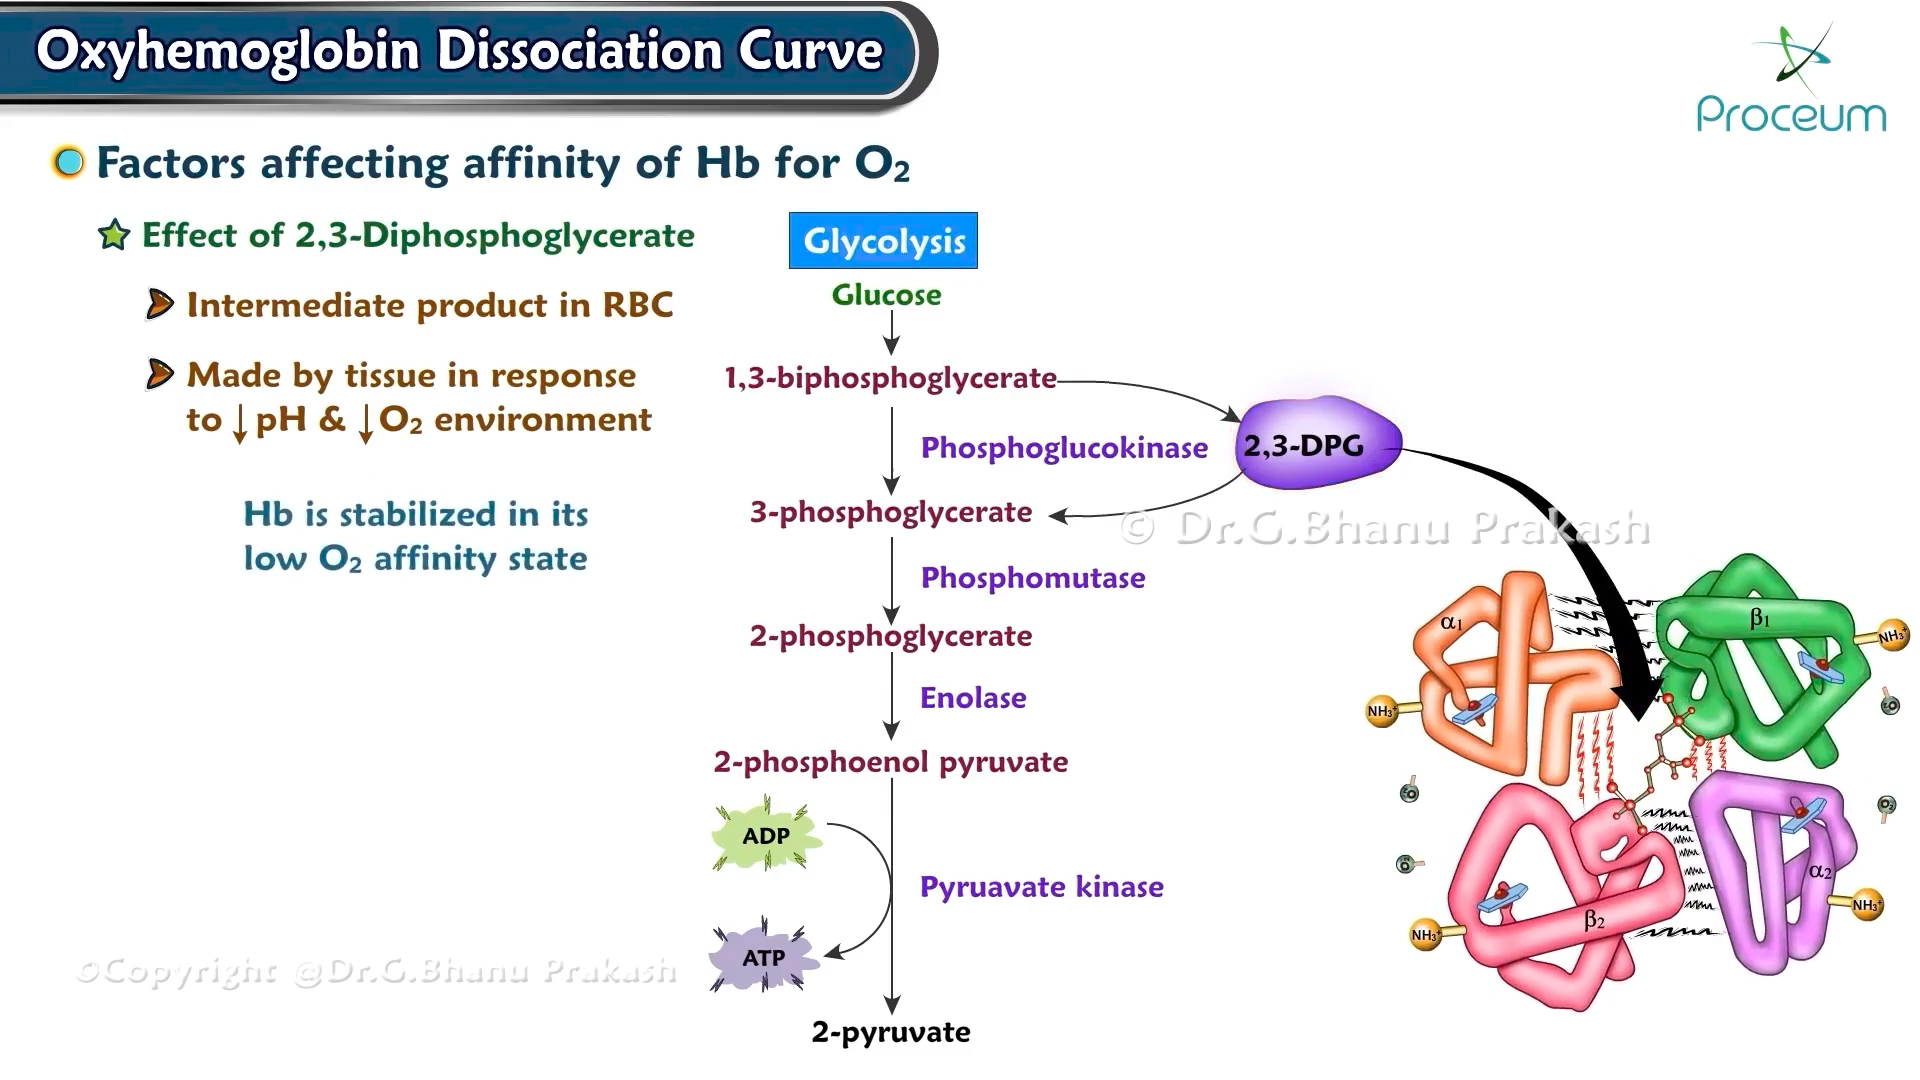 Oxyhemoglobin Dissociation Curve
Proceum
Factors affecting affinity of Hb for O₂
Effect of 2,3-Diphosphoglycerate
Intermediate product in RBC
Made by tissue in response
to ↓ pH & ↓ O₂ environment
Hb is stabilized in its
low O₂ affinity state
Glycolysis
Glucose
1,3-biphosphoglycerate
Phosphoglucokinase
2,3-DPG
3-phosphoglycerate
© Dr.G.Bhanu Prakash
Phosphomutase
2-phosphoglycerate
Enolase
2-phosphoenol pyruvate
ADP
Pyruavate kinase
ATP
2-pyruvate
α₁
β₁
NH₃⁺
NH₃⁺
O₂
O₂
O₂
O₂
α₂
NH₃⁺
β₂
NH₃⁺
©Copyright @Dr.G.Bhanu Prakash